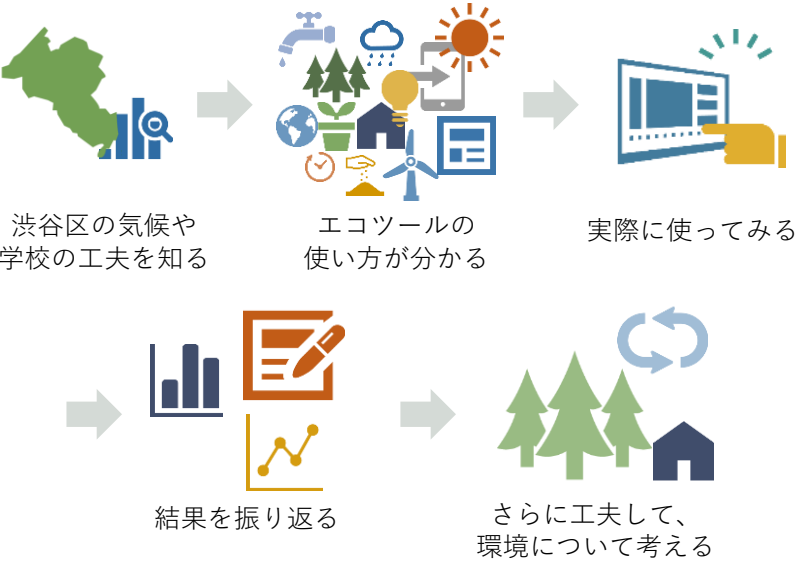 渋谷区の気候や
学校の工夫を知る
エコツールの
使い方が分かる
実際に使ってみる
結果を振り返る
さらに工夫して、
環境について考える